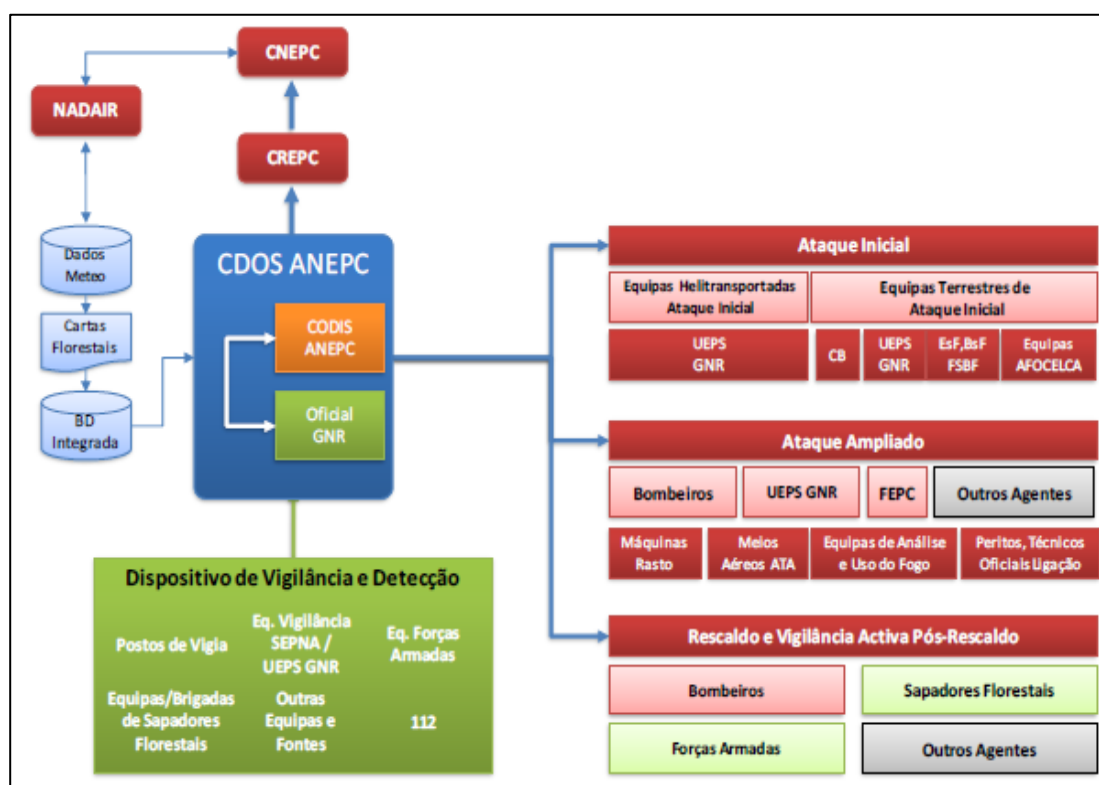 CNEPC
NADAIR
CREPC
Dados
Meteo
Cartas
Florestais
BD
Integrada
CDOS ANEPC
CODIS
ANEPC
Oficial
GNR
Dispositivo de Vigilância e Detecção
Postos de Vigia
Eq. Vigilância
SEPNA /
UEPS GNR
Eq. Forças
Armadas
Equipas/Brigadas
de Sapadores
Florestais
Outras
Equipas e
Fontes
112
Ataque Inicial
Equipas Helitransportadas
Ataque Inicial
Equipas Terrestres de
Ataque Inicial
UEPS
GNR
CB
UEPS
GNR
EsF,BsF
FSBF
Equipas
AFOCELCA
Ataque Ampliado
Bombeiros
UEPS GNR
FEPC
Outros Agentes
Máquinas
Rasto
Meios
Aéreos ATA
Equipas de Análise
e Uso do Fogo
Peritos, Técnicos
Oficiais Ligação
Rescaldo e Vigilância Activa Pós-Rescaldo
Bombeiros
Sapadores Florestais
Forças Armadas
Outros Agentes